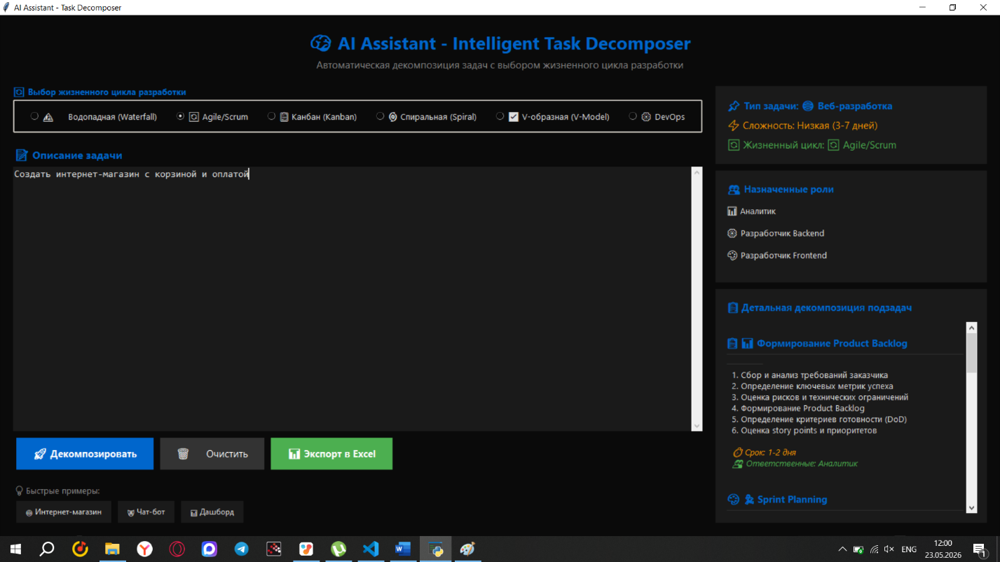 AI Assistant - Task Decomposer
AI Assistant - Intelligent Task Decomposer
Автоматическая декомпозиция задач с выбором жизненного цикла разработки
Выбор жизненного цикла разработки
Водопадная (Waterfall) Agile/Scrum Канбан (Kanban) Спиральная (Spiral) V-образная (V-Model) DevOps
Описание задачи
Создать интернет-магазин с корзиной и оплатой
Декомпозировать Очистить Экспорт в Excel
Быстрые примеры:
Интернет-магазин Чат-бот Дашборд
Тип задачи: Веб-разработка
Сложность: Низкая (3-7 дней)
Жизненный цикл: Agile/Scrum
Назначенные роли
Аналитик
Разработчик Backend
Разработчик Frontend
Детальная декомпозиция подзадач
Формирование Product Backlog
1. Сбор и анализ требований заказчика
2. Определение ключевых метрик успеха
3. Оценка рисков и технических ограничений
4. Формирование Product Backlog
5. Определение критериев готовности (DoD)
6. Оценка story points и приоритетов
Срок: 1-2 дня
Ответственные: Аналитик
Sprint Planning
ENG
12:00
23.05.2026
1